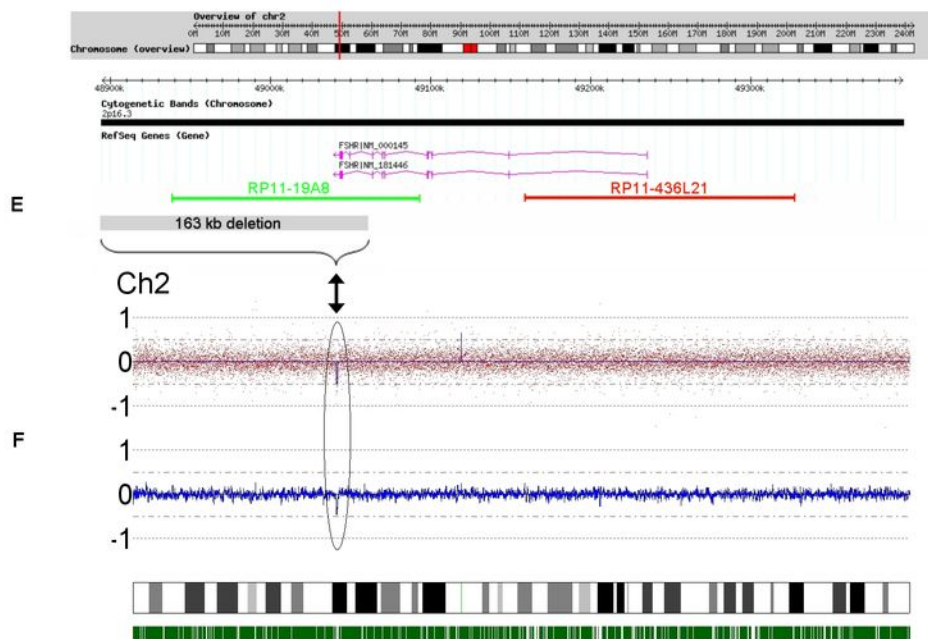 Overview of chr2
0M 10M 20M 30M 40M 50M 60M 70M 80M 90M 100M 110M 120M 130M 140M 150M 160M 170M 180M 190M 200M 210M 220M 230M 240M
Chromosome (overview)
48900k 49000k 49100k 49200k 49300k
Cytogenetic Bands (Chromosome)
2p16.3
RefSeq Genes (Gene)
FSHR|NM_000145
FSHR|NM_181446
RP11-19A8 RP11-436L21
E
163 kb deletion
Ch2
1
0
-1
F
1
0
-1